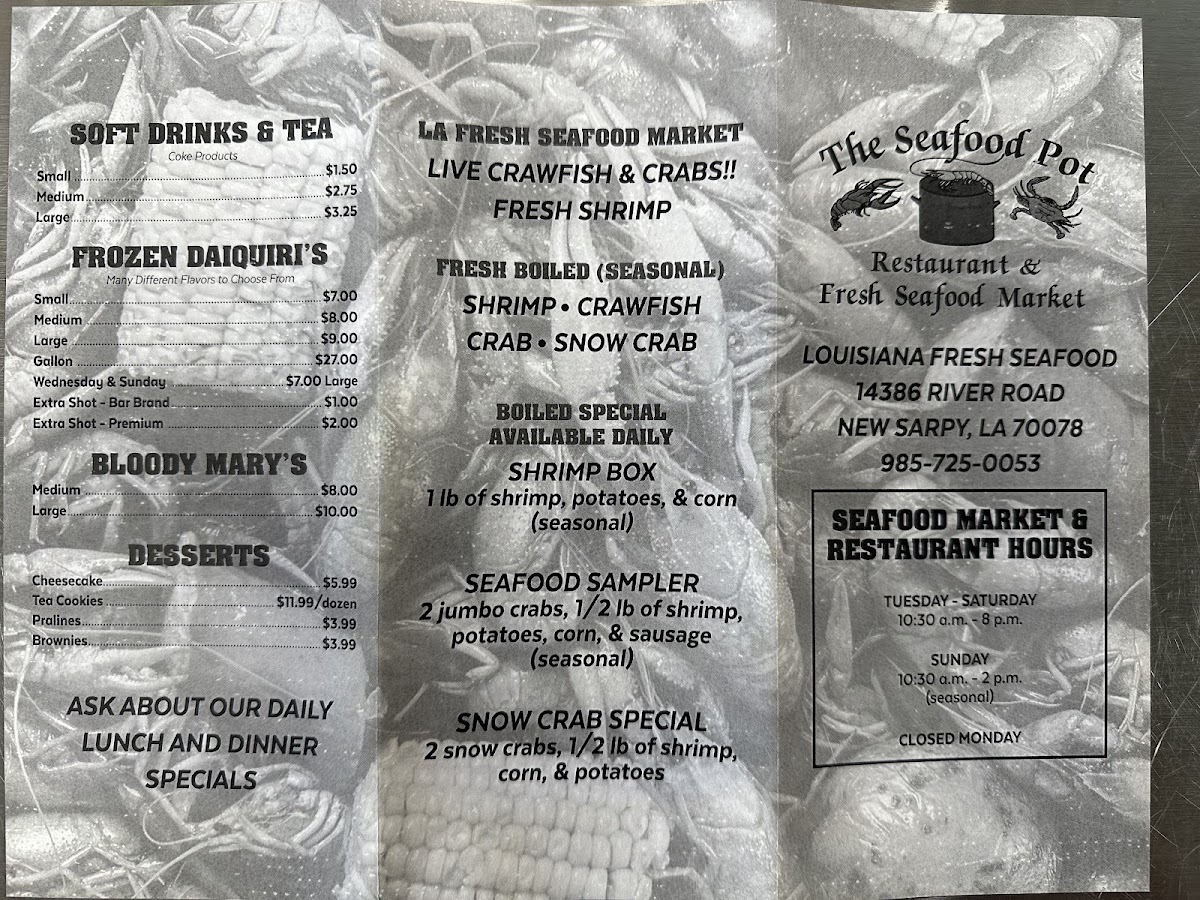 SOFT DRINKS & TEA
Coke Products
Small $1.50
Medium $2.75
Large $3.25
FROZEN DAIQUIRI'S
Many Different Flavors to Choose From
Small $7.00
Medium $8.00
Large $9.00
Gallon $27.00
Wednesday & Sunday $7.00 Large
Extra Shot - Bar Brand $1.00
Extra Shot - Premium $2.00
BLOODY MARY'S
Medium $8.00
Large $10.00
DESSERTS
Cheesecake $5.99
Tea Cookies $11.99/dozen
Pralines $3.99
Brownies $3.99
ASK ABOUT OUR DAILY
LUNCH AND DINNER
SPECIALS
LA FRESH SEAFOOD MARKET
LIVE CRAWFISH & CRABS!!
FRESH SHRIMP
FRESH BOILED (SEASONAL)
SHRIMP • CRAWFISH
CRAB • SNOW CRAB
BOILED SPECIAL
AVAILABLE DAILY
SHRIMP BOX
1 lb of shrimp, potatoes, & corn
(seasonal)
SEAFOOD SAMPLER
2 jumbo crabs, 1/2 lb of shrimp,
potatoes, corn, & sausage
(seasonal)
SNOW CRAB SPECIAL
2 snow crabs, 1/2 lb of shrimp,
corn, & potatoes
The Seafood Pot
Restaurant &
Fresh Seafood Market
LOUISIANA FRESH SEAFOOD
14386 RIVER ROAD
NEW SARPY, LA 70078
985-725-0053
SEAFOOD MARKET &
RESTAURANT HOURS
TUESDAY - SATURDAY
10:30 a.m. - 8 p.m.
SUNDAY
10:30 a.m. - 2 p.m.
(seasonal)
CLOSED MONDAY